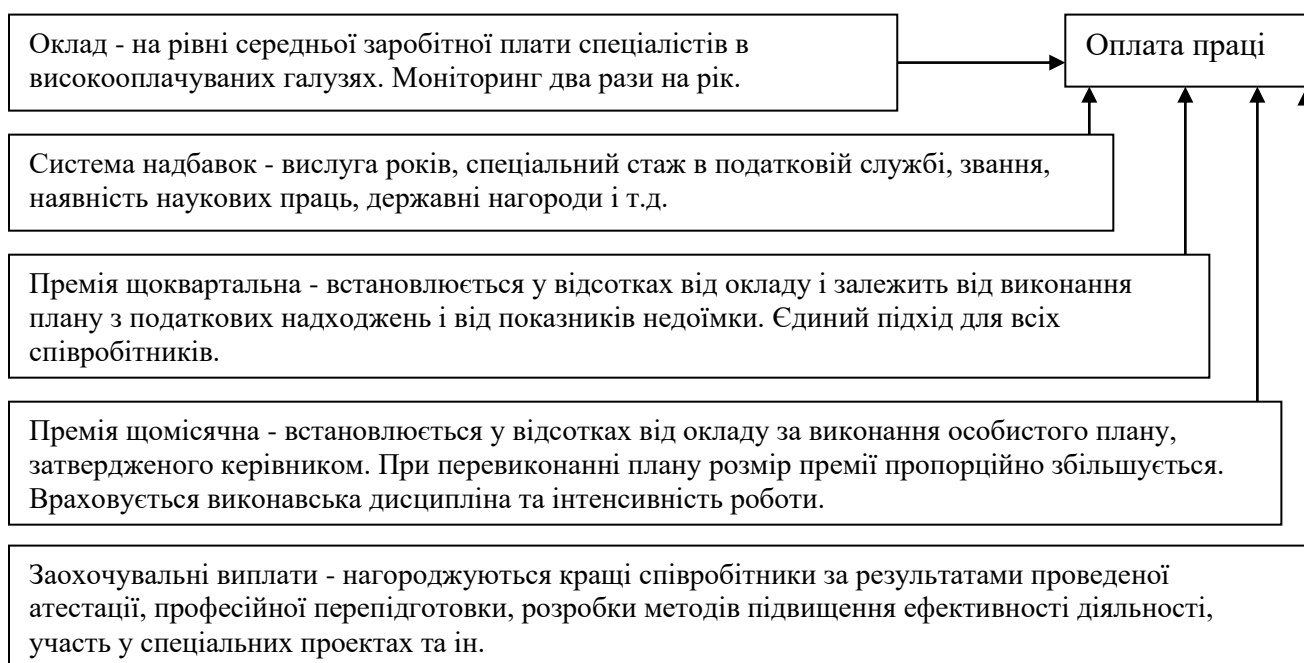 Оклад - на рівні середньої заробітної плати спеціалістів в
високооплачуваних галузях. Моніторинг два рази на рік.
Оплата праці
Система надбавок - вислуга років, спеціальний стаж в податковій службі, звання,
наявність наукових праць, державні нагороди і т.д.
Премія щоквартальна - встановлюється у відсотках від окладу і залежить від виконання
плану з податкових надходжень і від показників недоїмки. Єдиний підхід для всіх
співробітників.
Премія щомісячна - встановлюється у відсотках від окладу за виконання особистого плану,
затвердженого керівником. При перевиконанні плану розмір премії пропорційно збільшується.
Враховується виконавська дисципліна та інтенсивність роботи.
Заохочувальні виплати - нагороджуються кращі співробітники за результатами проведеної
атестації, професійної перепідготовки, розробки методів підвищення ефективності діяльності,
участь у спеціальних проектах та ін.